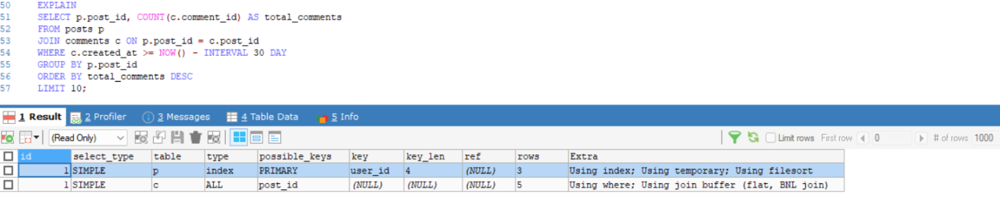 50 EXPLAIN
51 SELECT p.post_id, COUNT(c.comment_id) AS total_comments
52 FROM posts p
53 JOIN comments c ON p.post_id = c.post_id
54 WHERE c.created_at >= NOW() - INTERVAL 30 DAY
55 GROUP BY p.post_id
56 ORDER BY total_comments DESC
57 LIMIT 10;
1 Result 2 Profiler 3 Messages 4 Table Data 5 Info
(Read Only) Limit rows First row 0 # of rows 1000
id select_type table type possible_keys key key_len ref rows Extra
1 SIMPLE p index PRIMARY user_id 4 (NULL) 3 Using index; Using temporary; Using filesort
1 SIMPLE c ALL post_id (NULL) (NULL) (NULL) 5 Using where; Using join buffer (flat, BNL join)